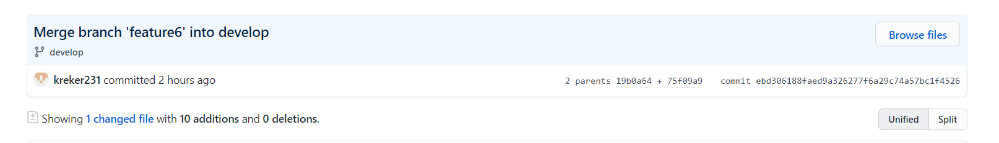 Merge branch 'feature6' into develop
Browse files
develop
kreker231 committed 2 hours ago
2 parents 19b0a64 + 75f09a9 commit ebd306188faed9a326277f6a29c74a57bc1f4526
Showing 1 changed file with 10 additions and 0 deletions.
Unified Split